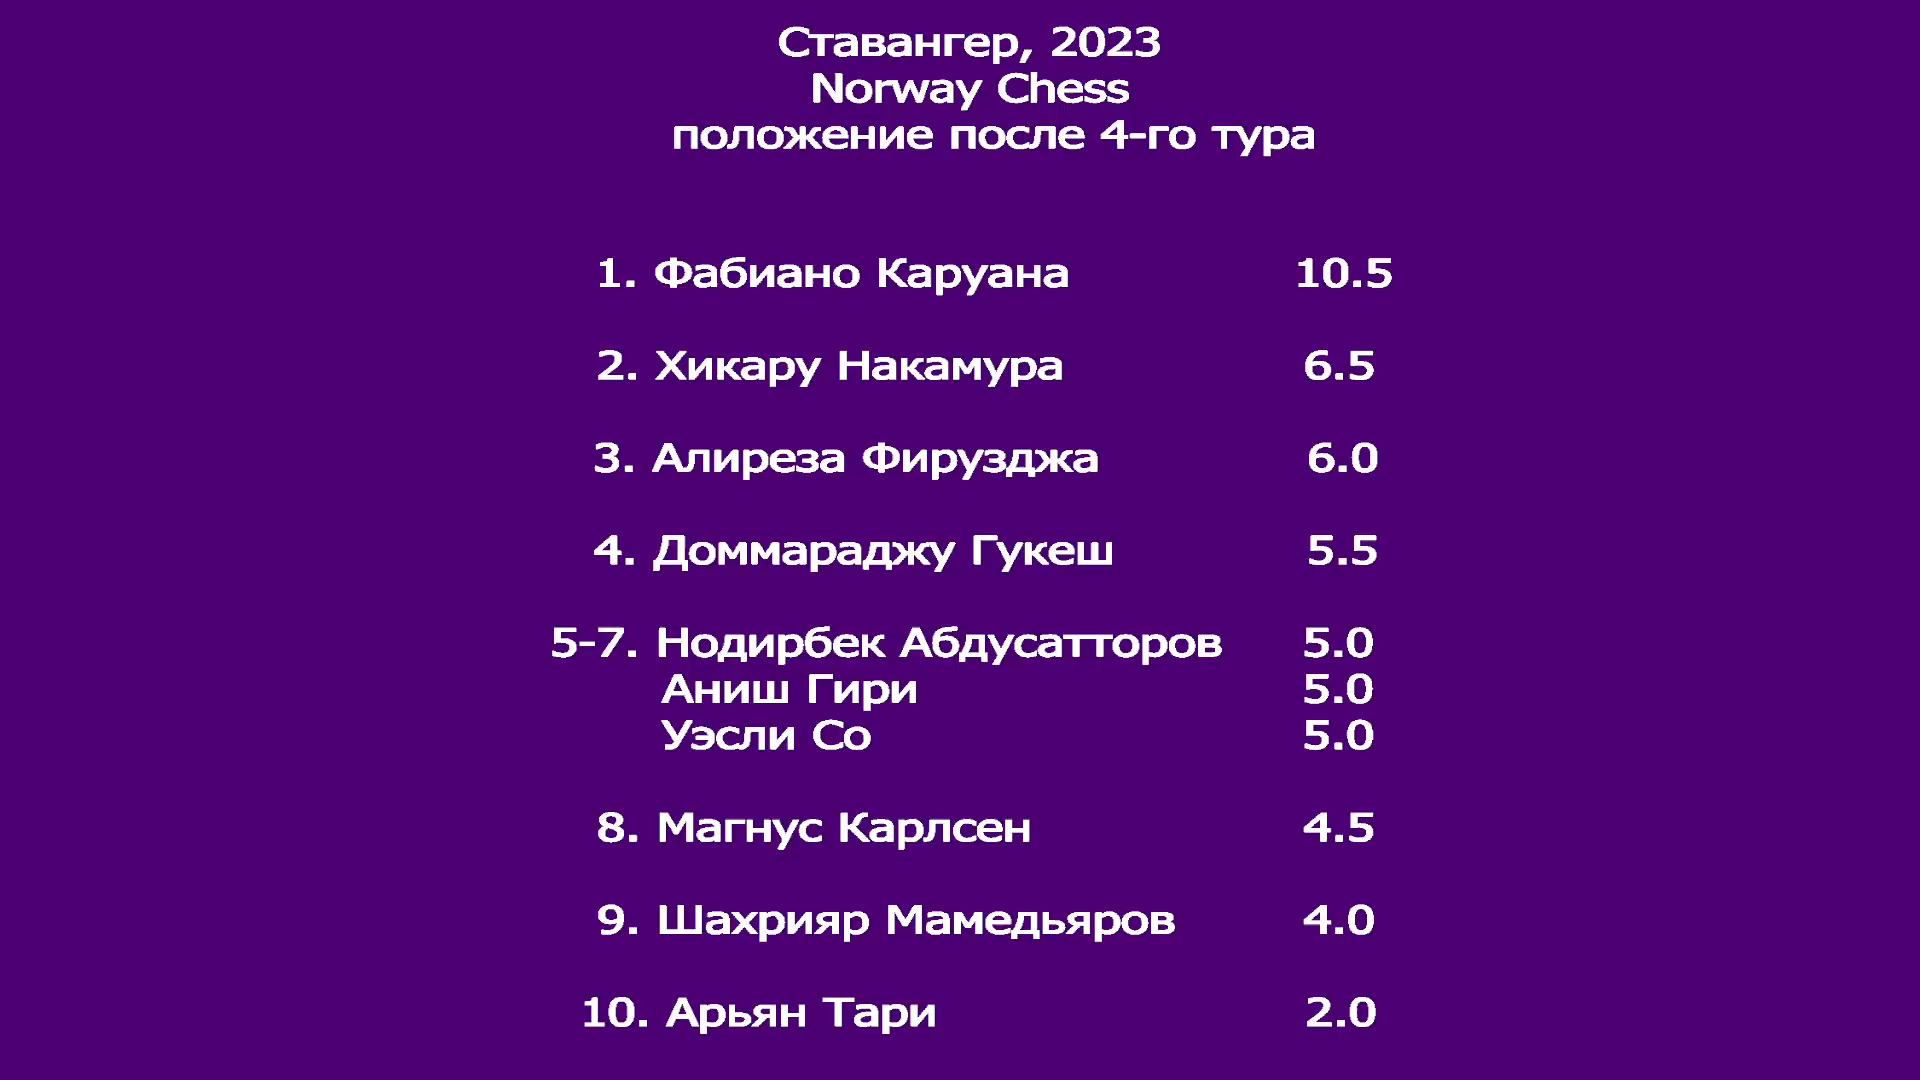 Ставангер, 2023
Norway Chess
положение после 4-го тура
1. Фабиано Каруана 10.5
2. Хикару Накамура 6.5
3. Алиреза Фирузджа 6.0
4. Доммараджу Гукеш 5.5
5-7. Нодирбек Абдусатторов 5.0
Аниш Гири 5.0
Уэсли Со 5.0
8. Магнус Карлсен 4.5
9. Шахрияр Мамедьяров 4.0
10. Арьян Тари 2.0